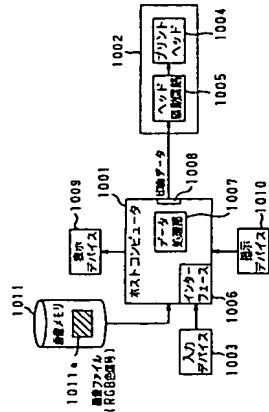 1011
画像メモリ
1011a
画像ファイル
(RGB色信号)
1009
表示
デバイス
1001
ホストコンピュータ
データ
処理部
1007
インター
フェース
1006
入力
デバイス
1003
指示
デバイス
1010
データ
1008
1002
プリント
ヘッド
1004
ヘッド
駆動回路
1005